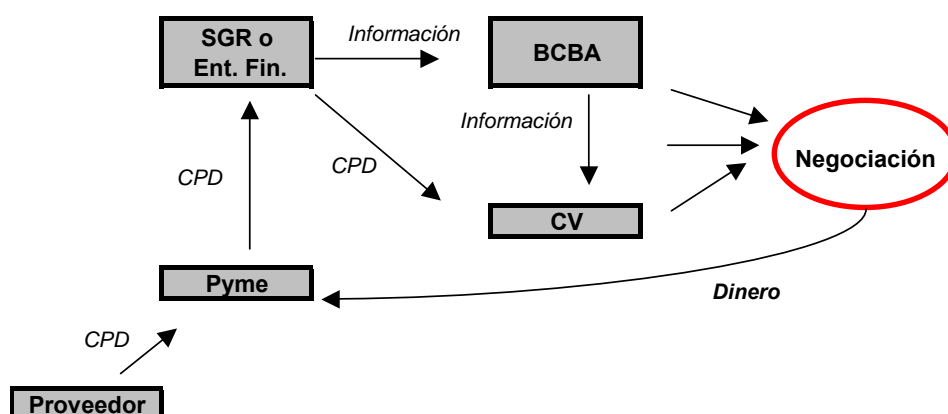 SGR o
Ent. Fin.
Información
BCBA
Información
CPD
CPD
Negociación
CV
Pyme
Dinero
CPD
Proveedor